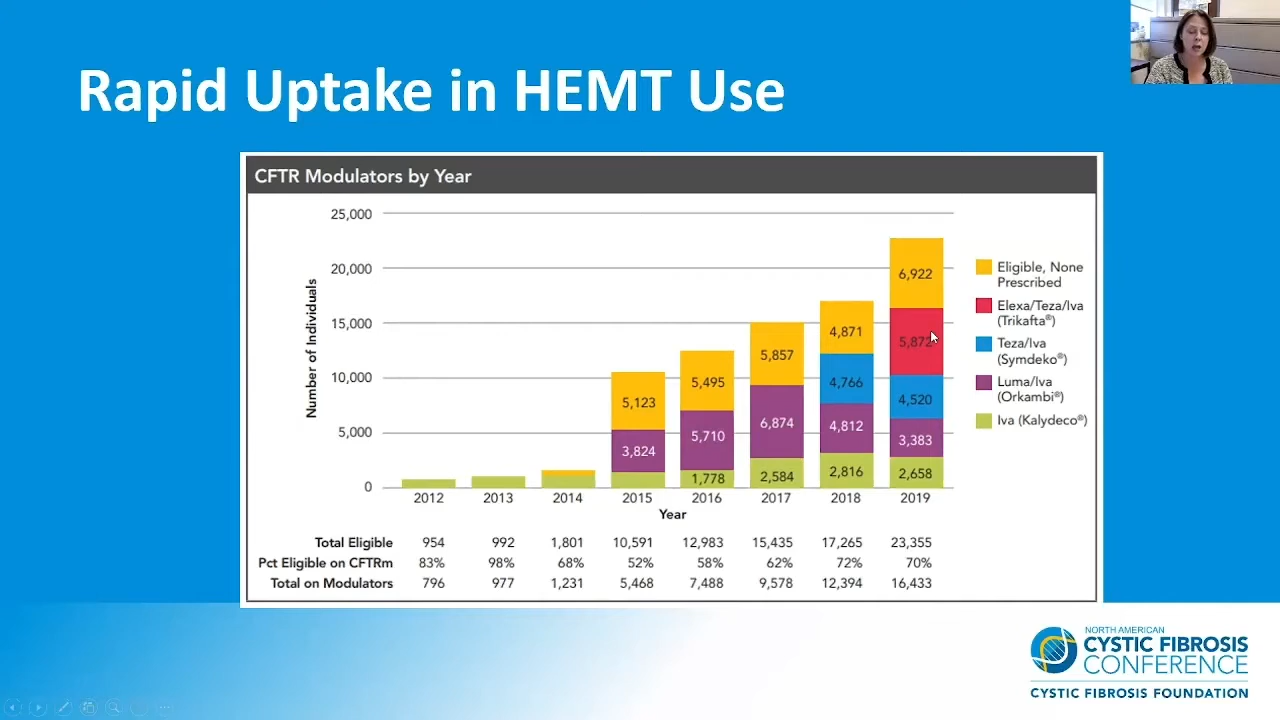 Rapid Uptake in HEMT Use
CFTR Modulators by Year
Number of Individuals
25,000
20,000
15,000
10,000
5,000
0
5,123
3,824
5,495
5,710
1,778
5,857
6,874
2,584
4,871
4,766
4,812
2,816
6,922
5,872
4,520
3,383
2,658
2012 2013 2014 2015 2016 2017 2018 2019
Year
Eligible, None
Prescribed
Elexa/Teza/Iva
(Trikafta®)
Teza/Iva
(Symdeko®)
Luma/Iva
(Orkambi®)
Iva (Kalydeco®)
Total Eligible 954 992 1,801 10,591 12,983 15,435 17,265 23,355
Pct Eligible on CFTRm 83% 98% 68% 52% 58% 62% 72% 70%
Total on Modulators 796 977 1,231 5,468 7,488 9,578 12,394 16,433
NORTH AMERICAN
CYSTIC FIBROSIS
CONFERENCE
CYSTIC FIBROSIS FOUNDATION